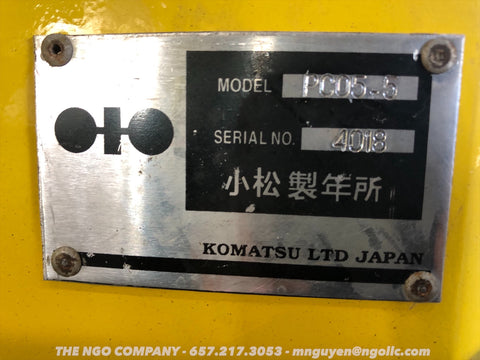 MODEL PC05-5
SERIAL NO. 4018
小松製年所
KOMATSU LTD JAPAN
THE NGO COMPANY - 657.217.3053 - mnguyen@ngollc.com